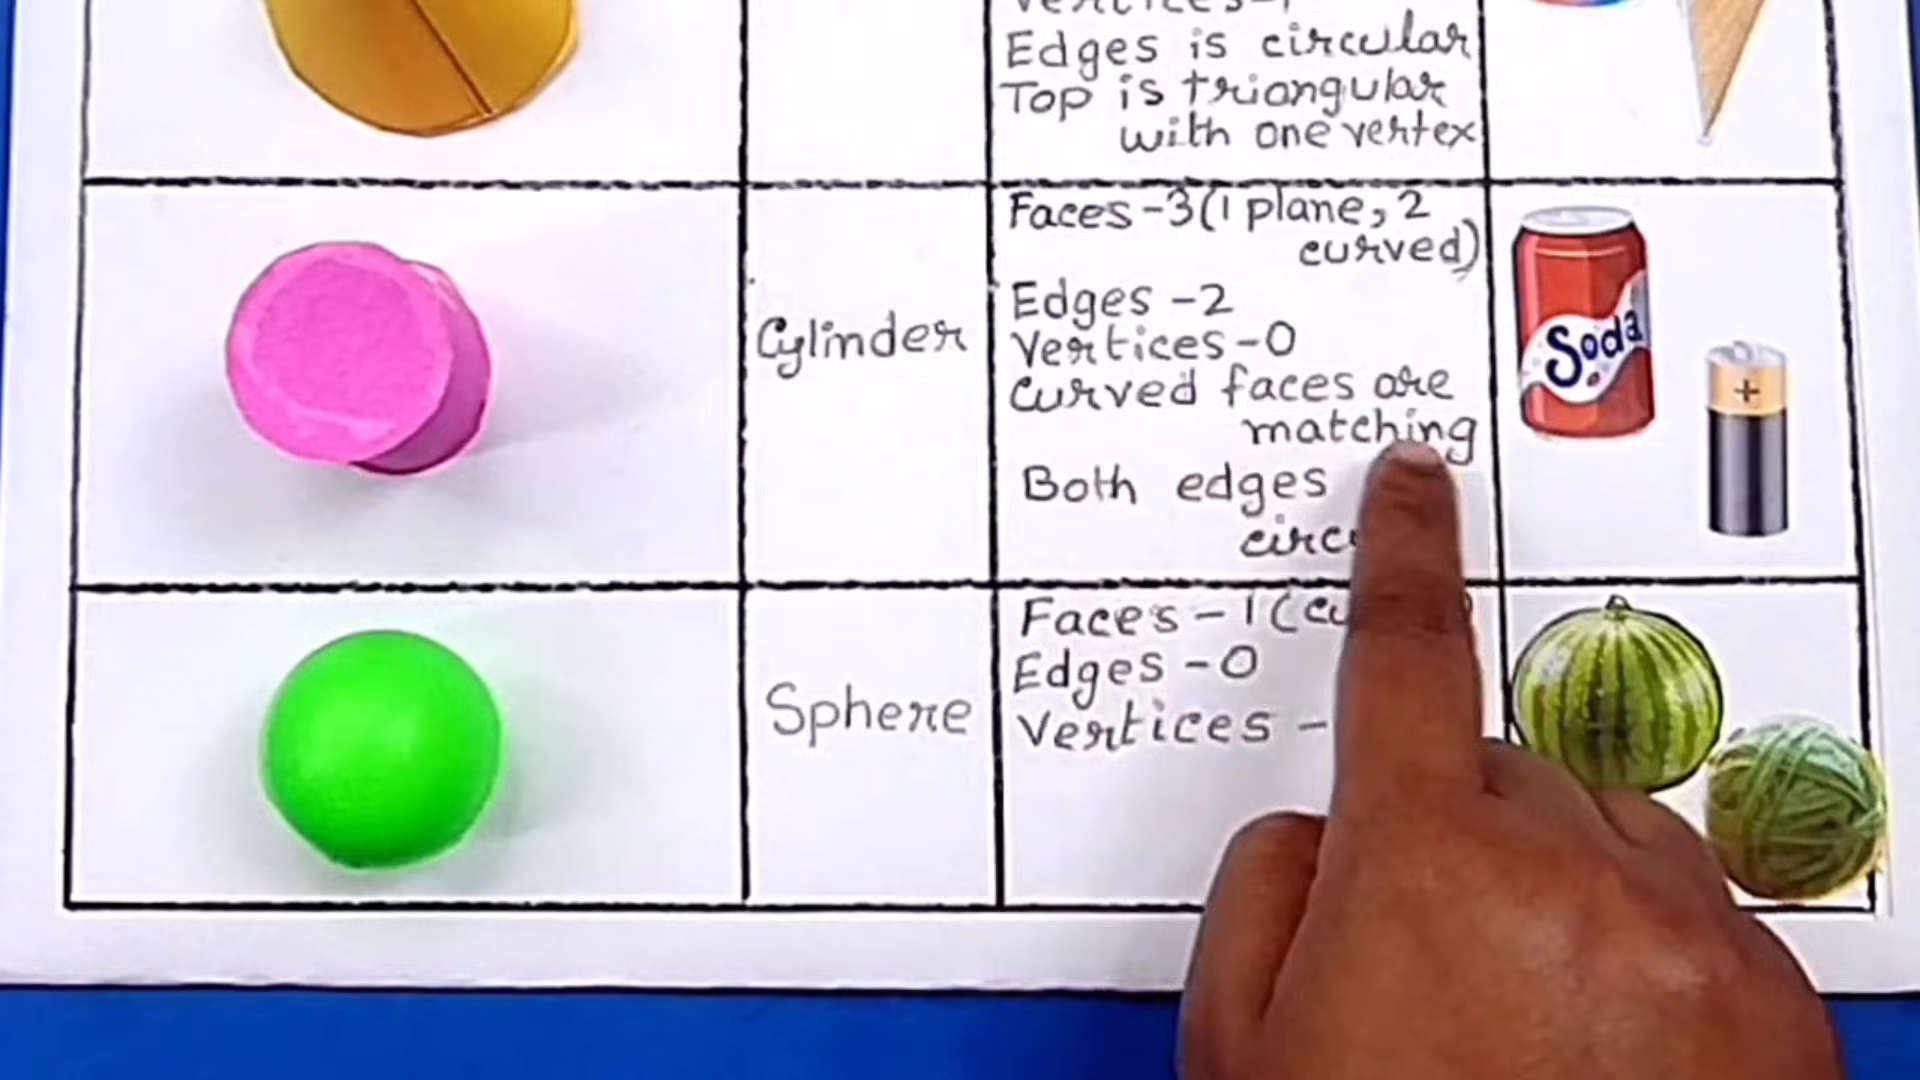 Edges is circular
Top is triangular
with one vertex
Cylinder
Faces -3(1 plane, 2
curved)
Edges -2
Vertices -0
Curved faces are
matching
Both edges
Soda
+
Sphere
Faces - 1(
Edges -0
Vertices -